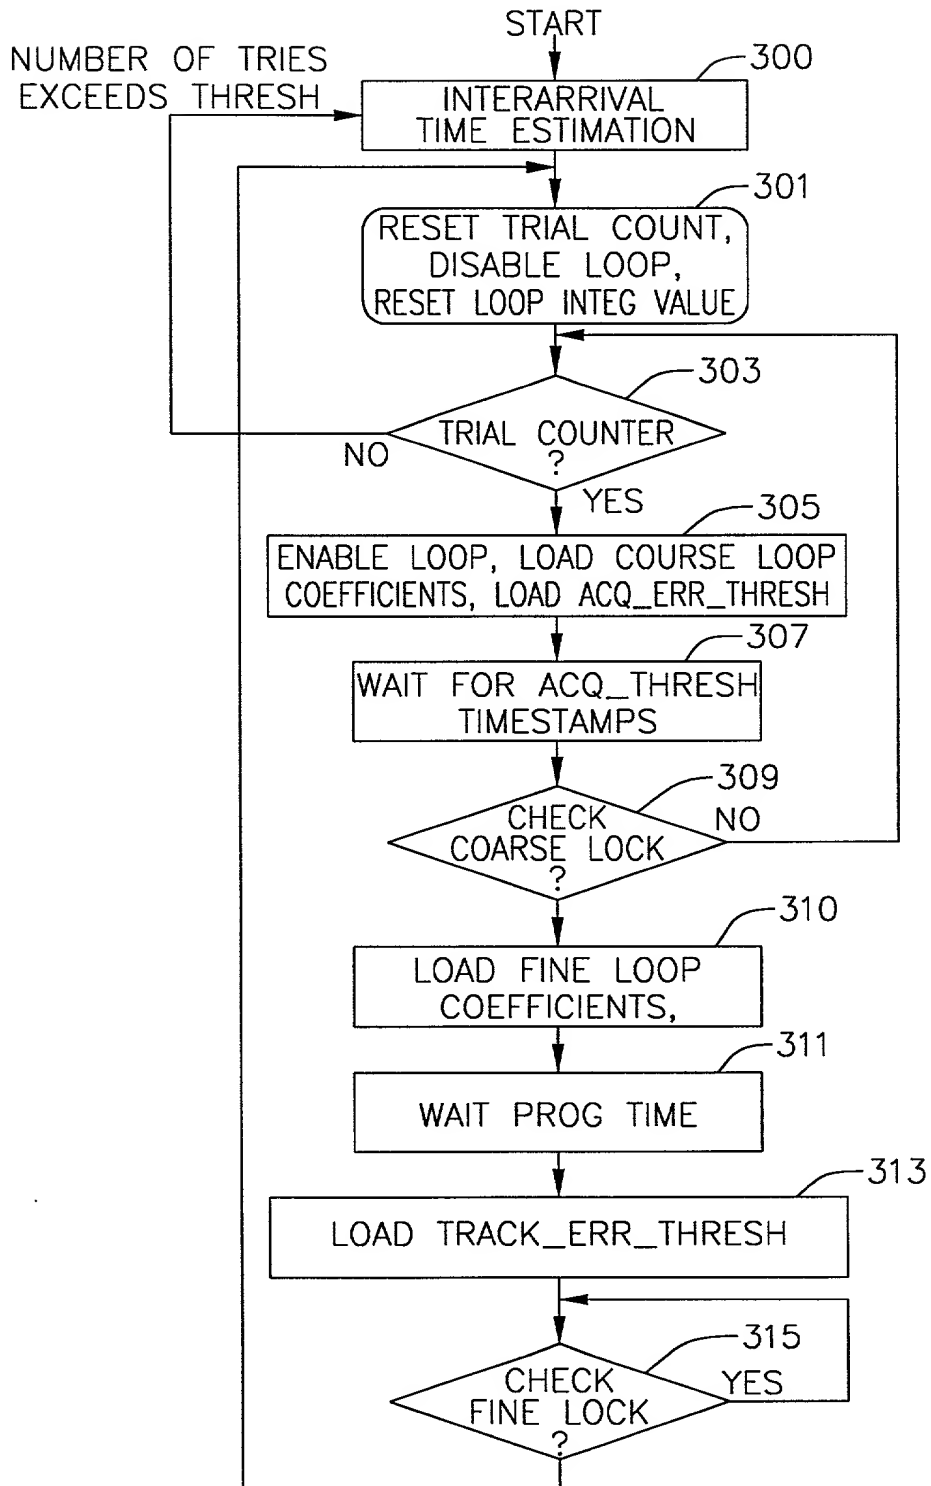 START
NUMBER OF TRIES
EXCEEDS THRESH
300
INTERARRIVAL
TIME ESTIMATION
301
RESET TRIAL COUNT,
DISABLE LOOP,
RESET LOOP INTEG VALUE
303
TRIAL COUNTER
?
NO
YES
305
ENABLE LOOP, LOAD COURSE LOOP
COEFFICIENTS, LOAD ACQ_ERR_THRESH
307
WAIT FOR ACQ_THRESH
TIMESTAMPS
309
CHECK
COARSE LOCK
?
NO
310
LOAD FINE LOOP
COEFFICIENTS,
311
WAIT PROG TIME
313
LOAD TRACK_ERR_THRESH
315
CHECK
FINE LOCK
?
YES